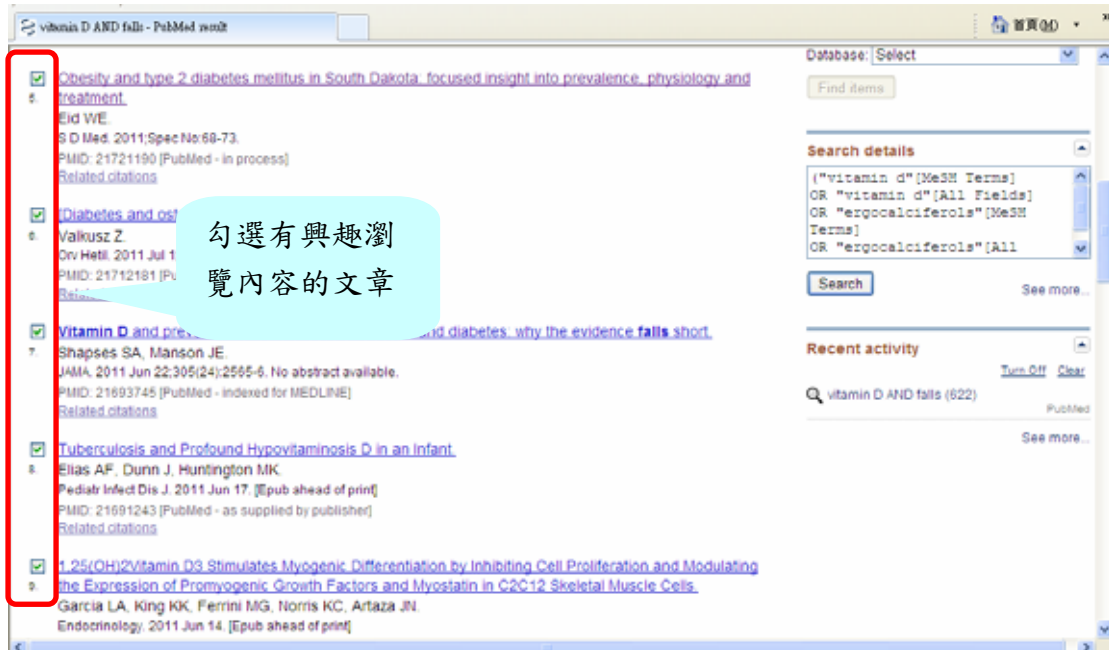 vitamin D AND falls - PubMed result
首頁(M)
Obesity and type 2 diabetes mellitus in South Dakota: focused insight into prevalence, physiology and
5. treatment.
Eid WE.
S D Med. 2011;Spec No:68-73.
PMID: 21721190 [PubMed - in process]
Related citations
[Diabetes and ost
6. Valkusz Z.
Orv Hetil. 2011 Jul 1
PMID: 21712181 [Pu
Relat
勾選有興趣瀏
覽內容的文章
Vitamin D and prev nd diabetes: why the evidence falls short.
7. Shapses SA, Manson JE.
JAMA. 2011 Jun 22;305(24):2565-6. No abstract available.
PMID: 21693745 [PubMed - indexed for MEDLINE]
Related citations
Tuberculosis and Profound Hypovitaminosis D in an Infant.
8. Elias AF, Dunn J, Huntington MK.
Pediatr Infect Dis J. 2011 Jun 17. [Epub ahead of print]
PMID: 21691243 [PubMed - as supplied by publisher]
Related citations
1,25(OH)2Vitamin D3 Stimulates Myogenic Differentiation by Inhibiting Cell Proliferation and Modulating
9. the Expression of Promyogenic Growth Factors and Myostatin in C2C12 Skeletal Muscle Cells.
Garcia LA, King KK, Ferrini MG, Norris KC, Artaza JN.
Endocrinology. 2011 Jun 14. [Epub ahead of print]
Database: Select
Find items
Search details
("vitamin d"[MeSH Terms]
OR "vitamin d"[All Fields]
OR "ergocalciferols"[MeSH
Terms]
OR "ergocalciferols"[All
Search
See more...
Recent activity
Turn Off Clear
vitamin D AND falls (622)
PubMed
See more...